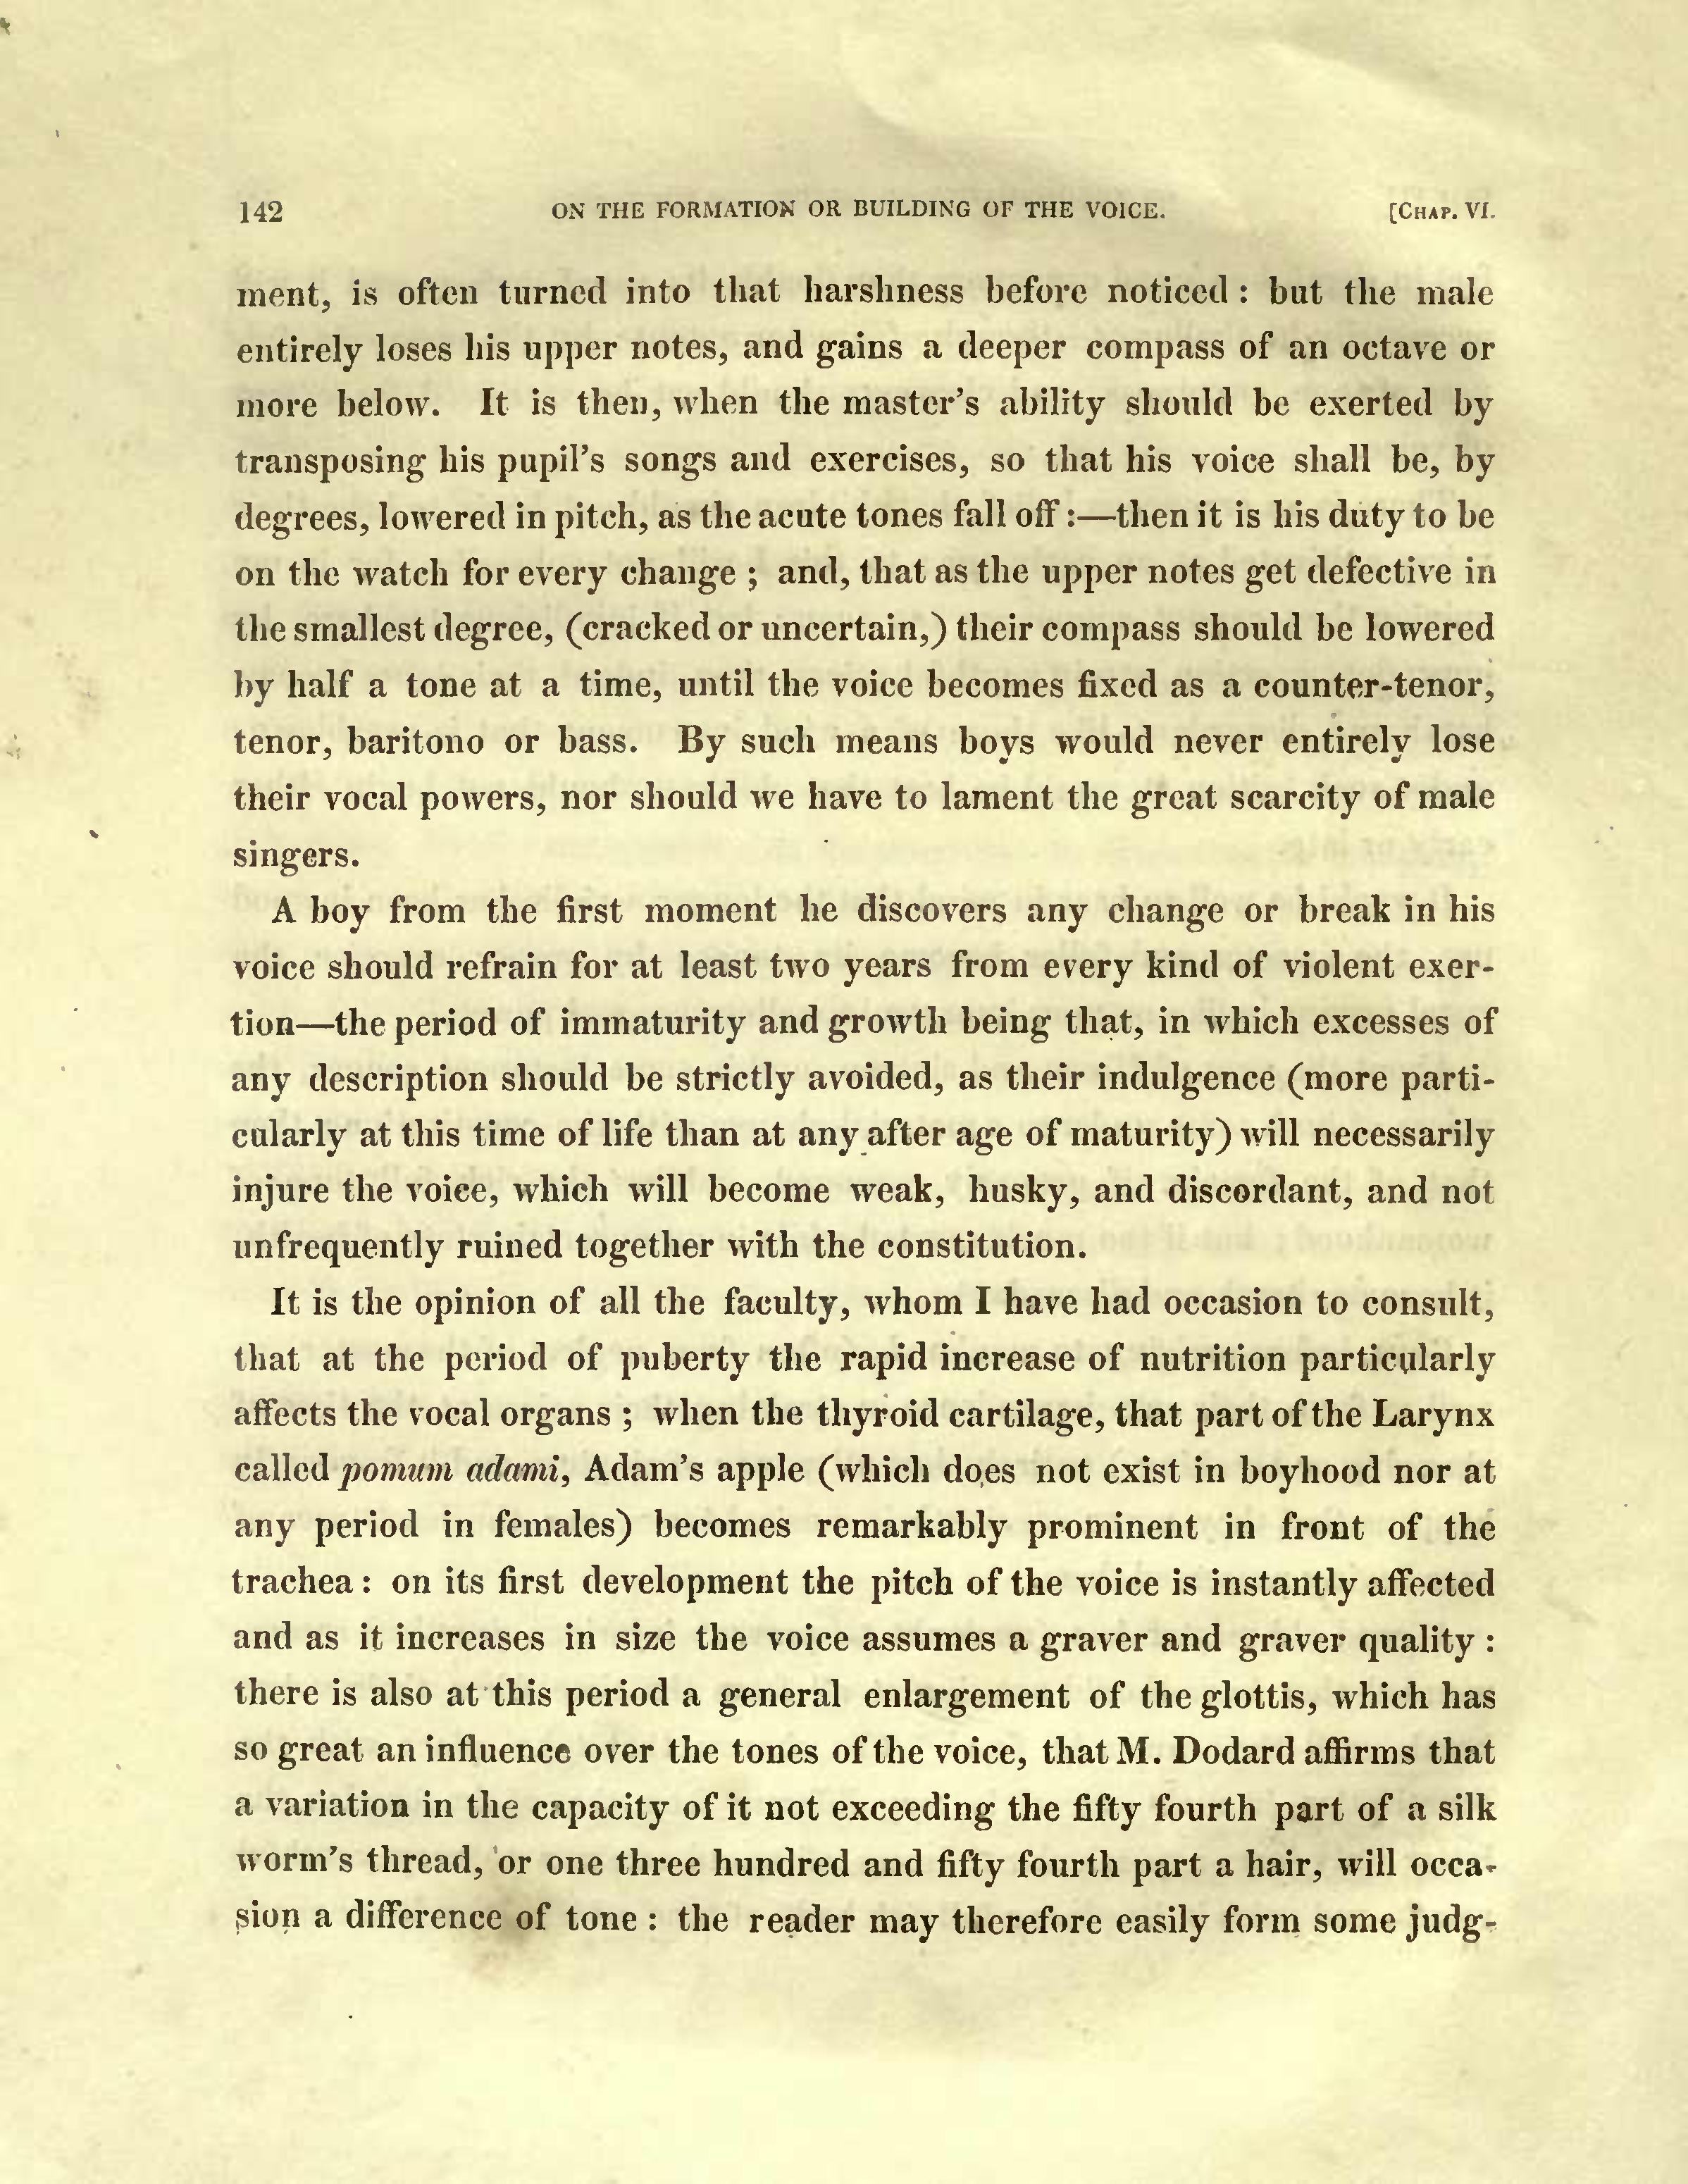 142 ON THE FORMATION OR BUILDING OF THE VOICE. [CHAP. VI.
ment, is often turned into that harshness before noticed : but the male
entirely loses his upper notes, and gains a deeper compass of an octave or
more below. It is then, when the master's ability should be exerted by
transposing his pupil's songs and exercises, so that his voice shall be, by
degrees, lowered in pitch, as the acute tones fall off :—then it is his duty to be
on the watch for every change ; and, that as the upper notes get defective in
the smallest degree, (cracked or uncertain,) their compass should be lowered
by half a tone at a time, until the voice becomes fixed as a counter-tenor,
tenor, baritono or bass. By such means boys would never entirely lose
their vocal powers, nor should we have to lament the great scarcity of male
singers.
A boy from the first moment he discovers any change or break in his
voice should refrain for at least two years from every kind of violent exer-
tion—the period of immaturity and growth being that, in which excesses of
any description should be strictly avoided, as their indulgence (more parti-
cularly at this time of life than at any after age of maturity) will necessarily
injure the voice, which will become weak, husky, and discordant, and not
unfrequently ruined together with the constitution.
It is the opinion of all the faculty, whom I have had occasion to consult,
that at the period of puberty the rapid increase of nutrition particularly
affects the vocal organs ; when the thyroid cartilage, that part of the Larynx
called pomum adami, Adam's apple (which does not exist in boyhood nor at
any period in females) becomes remarkably prominent in front of the
trachea : on its first development the pitch of the voice is instantly affected
and as it increases in size the voice assumes a graver and graver quality :
there is also at this period a general enlargement of the glottis, which has
so great an influence over the tones of the voice, that M. Dodard affirms that
a variation in the capacity of it not exceeding the fifty fourth part of a silk
worm's thread, or one three hundred and fifty fourth part a hair, will occa-
sion a difference of tone : the reader may therefore easily form some judg-